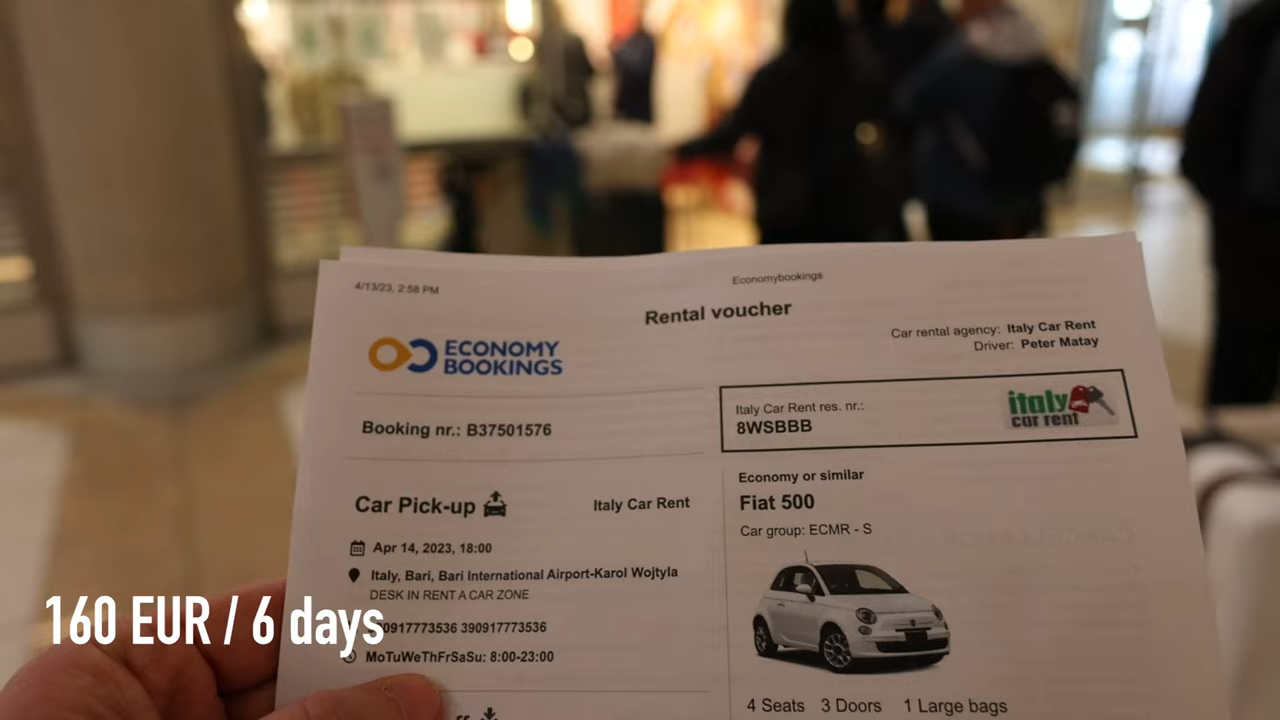 4/13/23, 2:58 PM
Economybookings
Rental voucher
ECONOMY
BOOKINGS
Car rental agency: Italy Car Rent
Driver: Peter Matay
Booking nr.: B37501576
Italy Car Rent res. nr.:
8WSBBB
italy
car rent
Car Pick-up
Italy Car Rent
Apr 14, 2023, 18:00
Italy, Bari, Bari International Airport-Karol Wojtyla
DESK IN RENT A CAR ZONE
390917773536
MoTuWeThFrSaSu: 8:00-23:00
Economy or similar
Fiat 500
Car group: ECMR - S
4 Seats 3 Doors 1 Large bags
160 EUR / 6 days